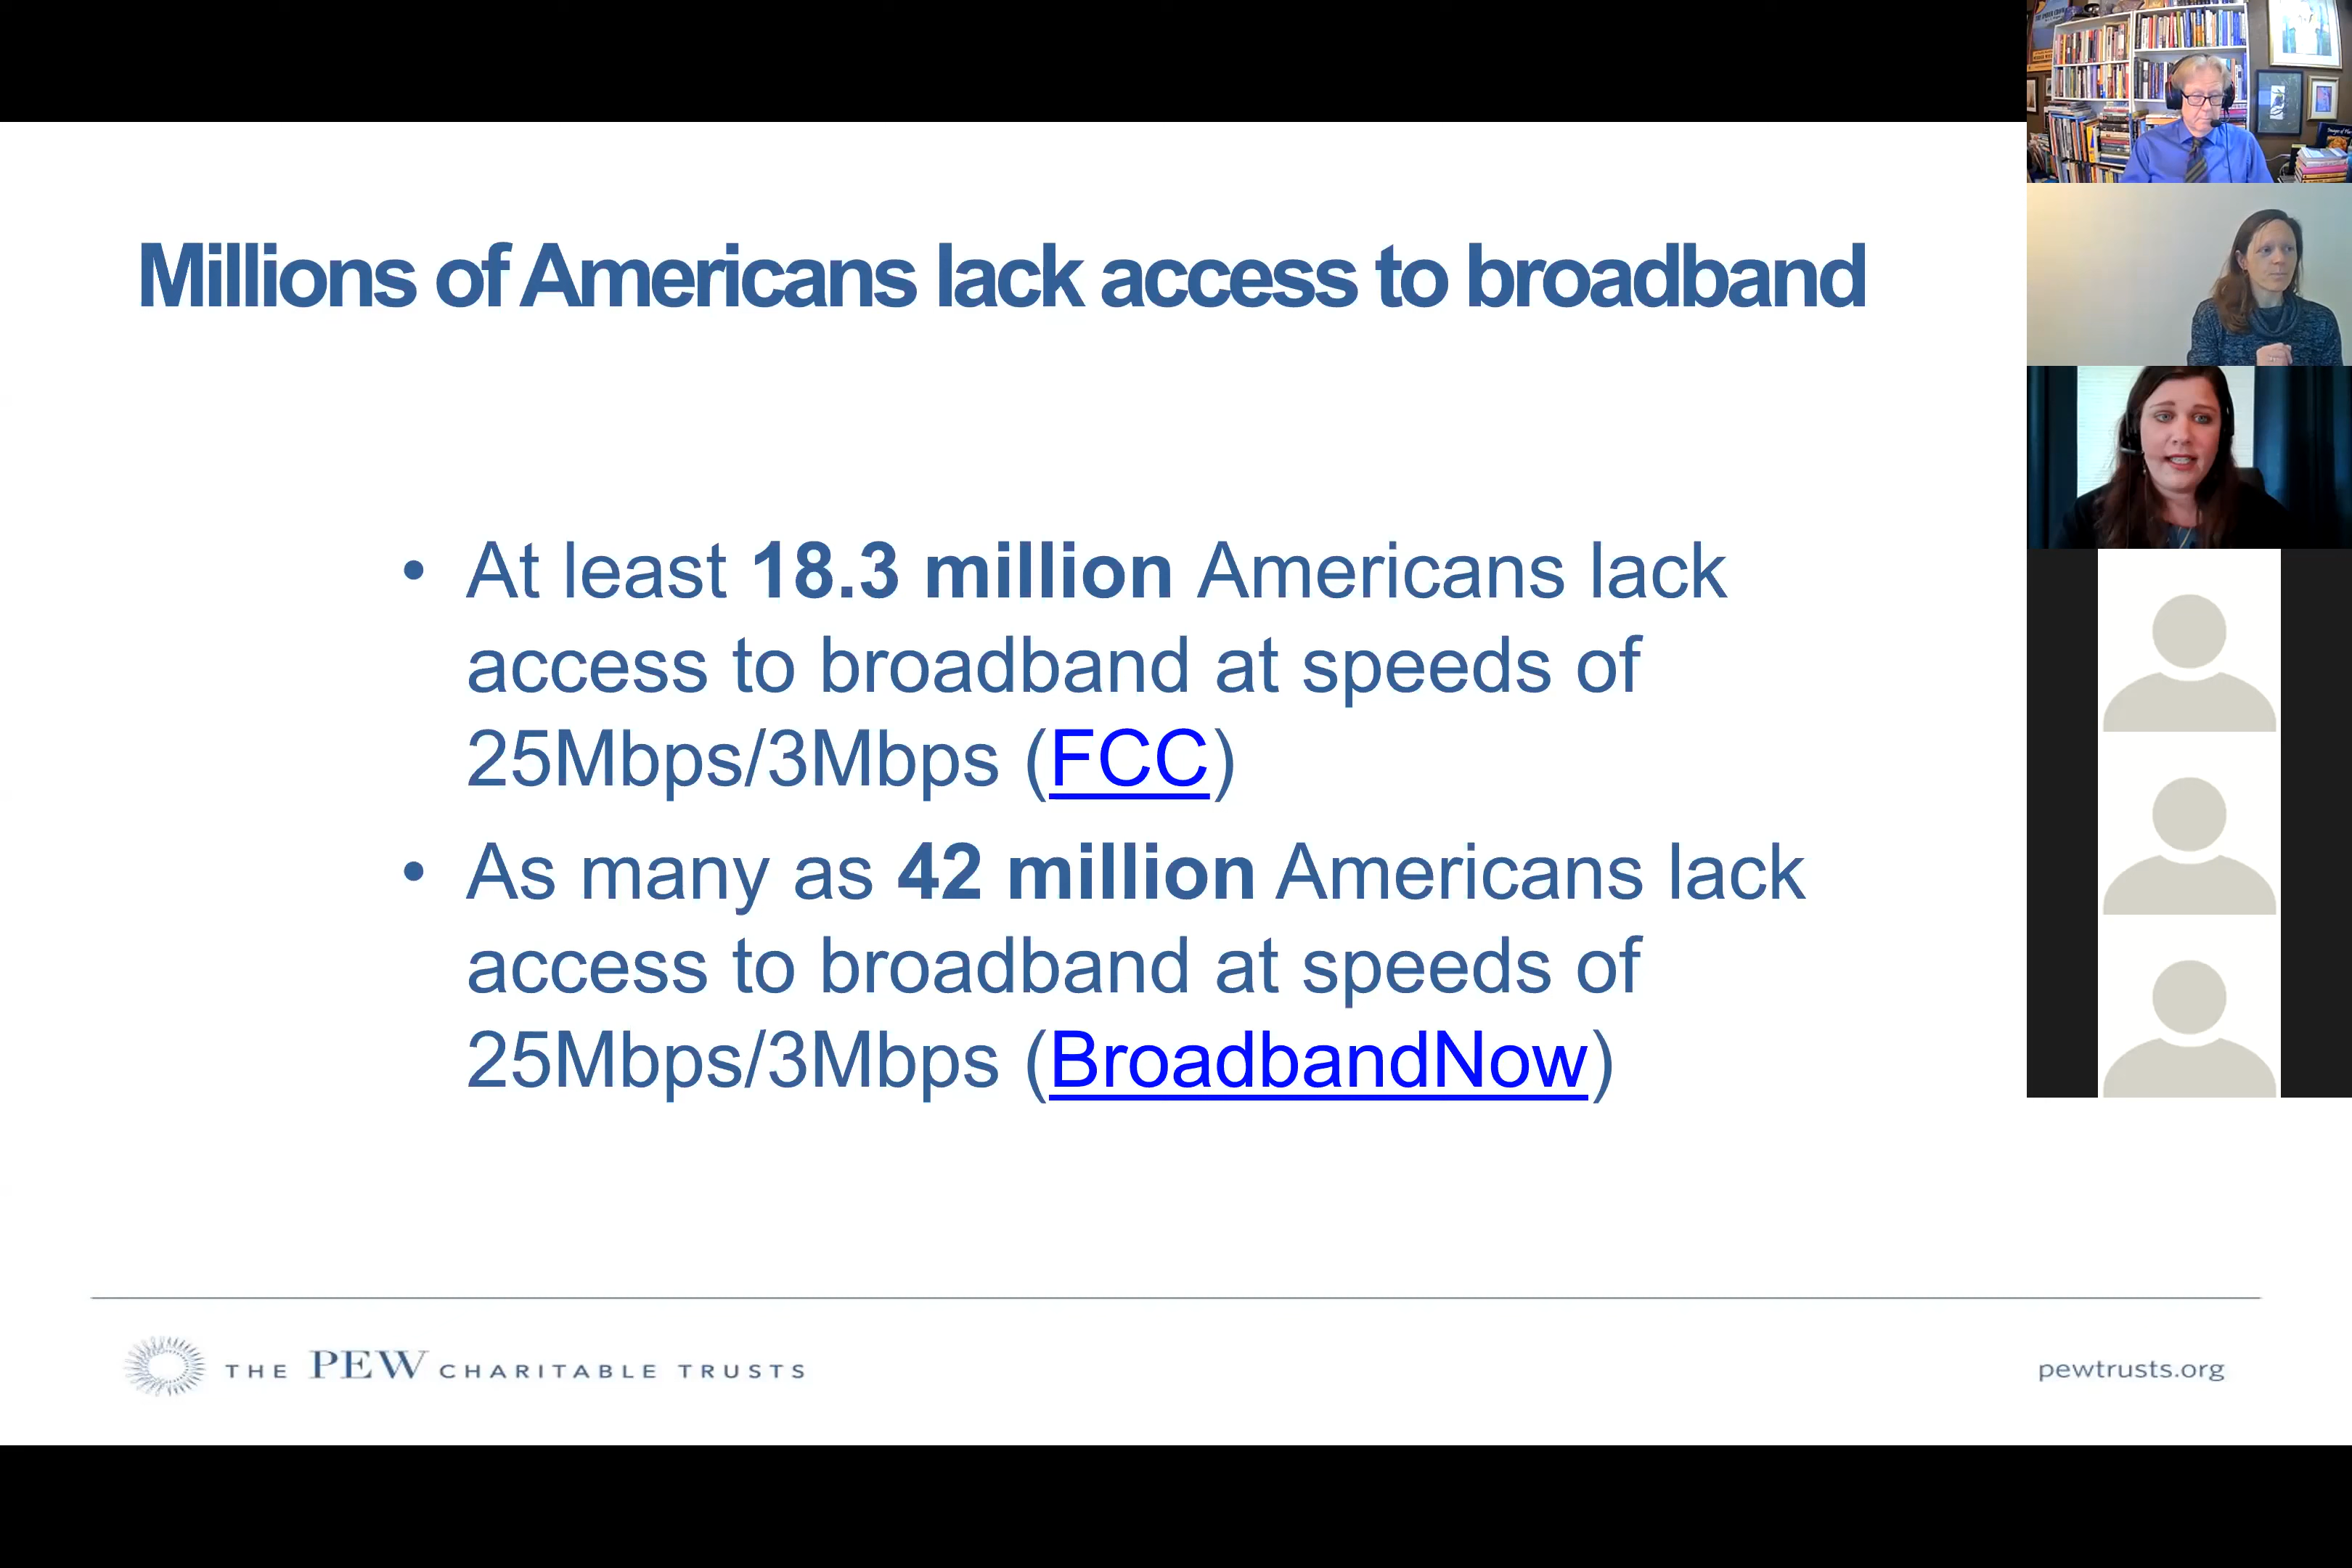 Millions of Americans lack access to broadband
• At least 18.3 million Americans lack
access to broadband at speeds of
25Mbps/3Mbps (FCC)
• As many as 42 million Americans lack
access to broadband at speeds of
25Mbps/3Mbps (BroadbandNow)
THE PEW CHARITABLE TRUSTS
pewtrusts.org